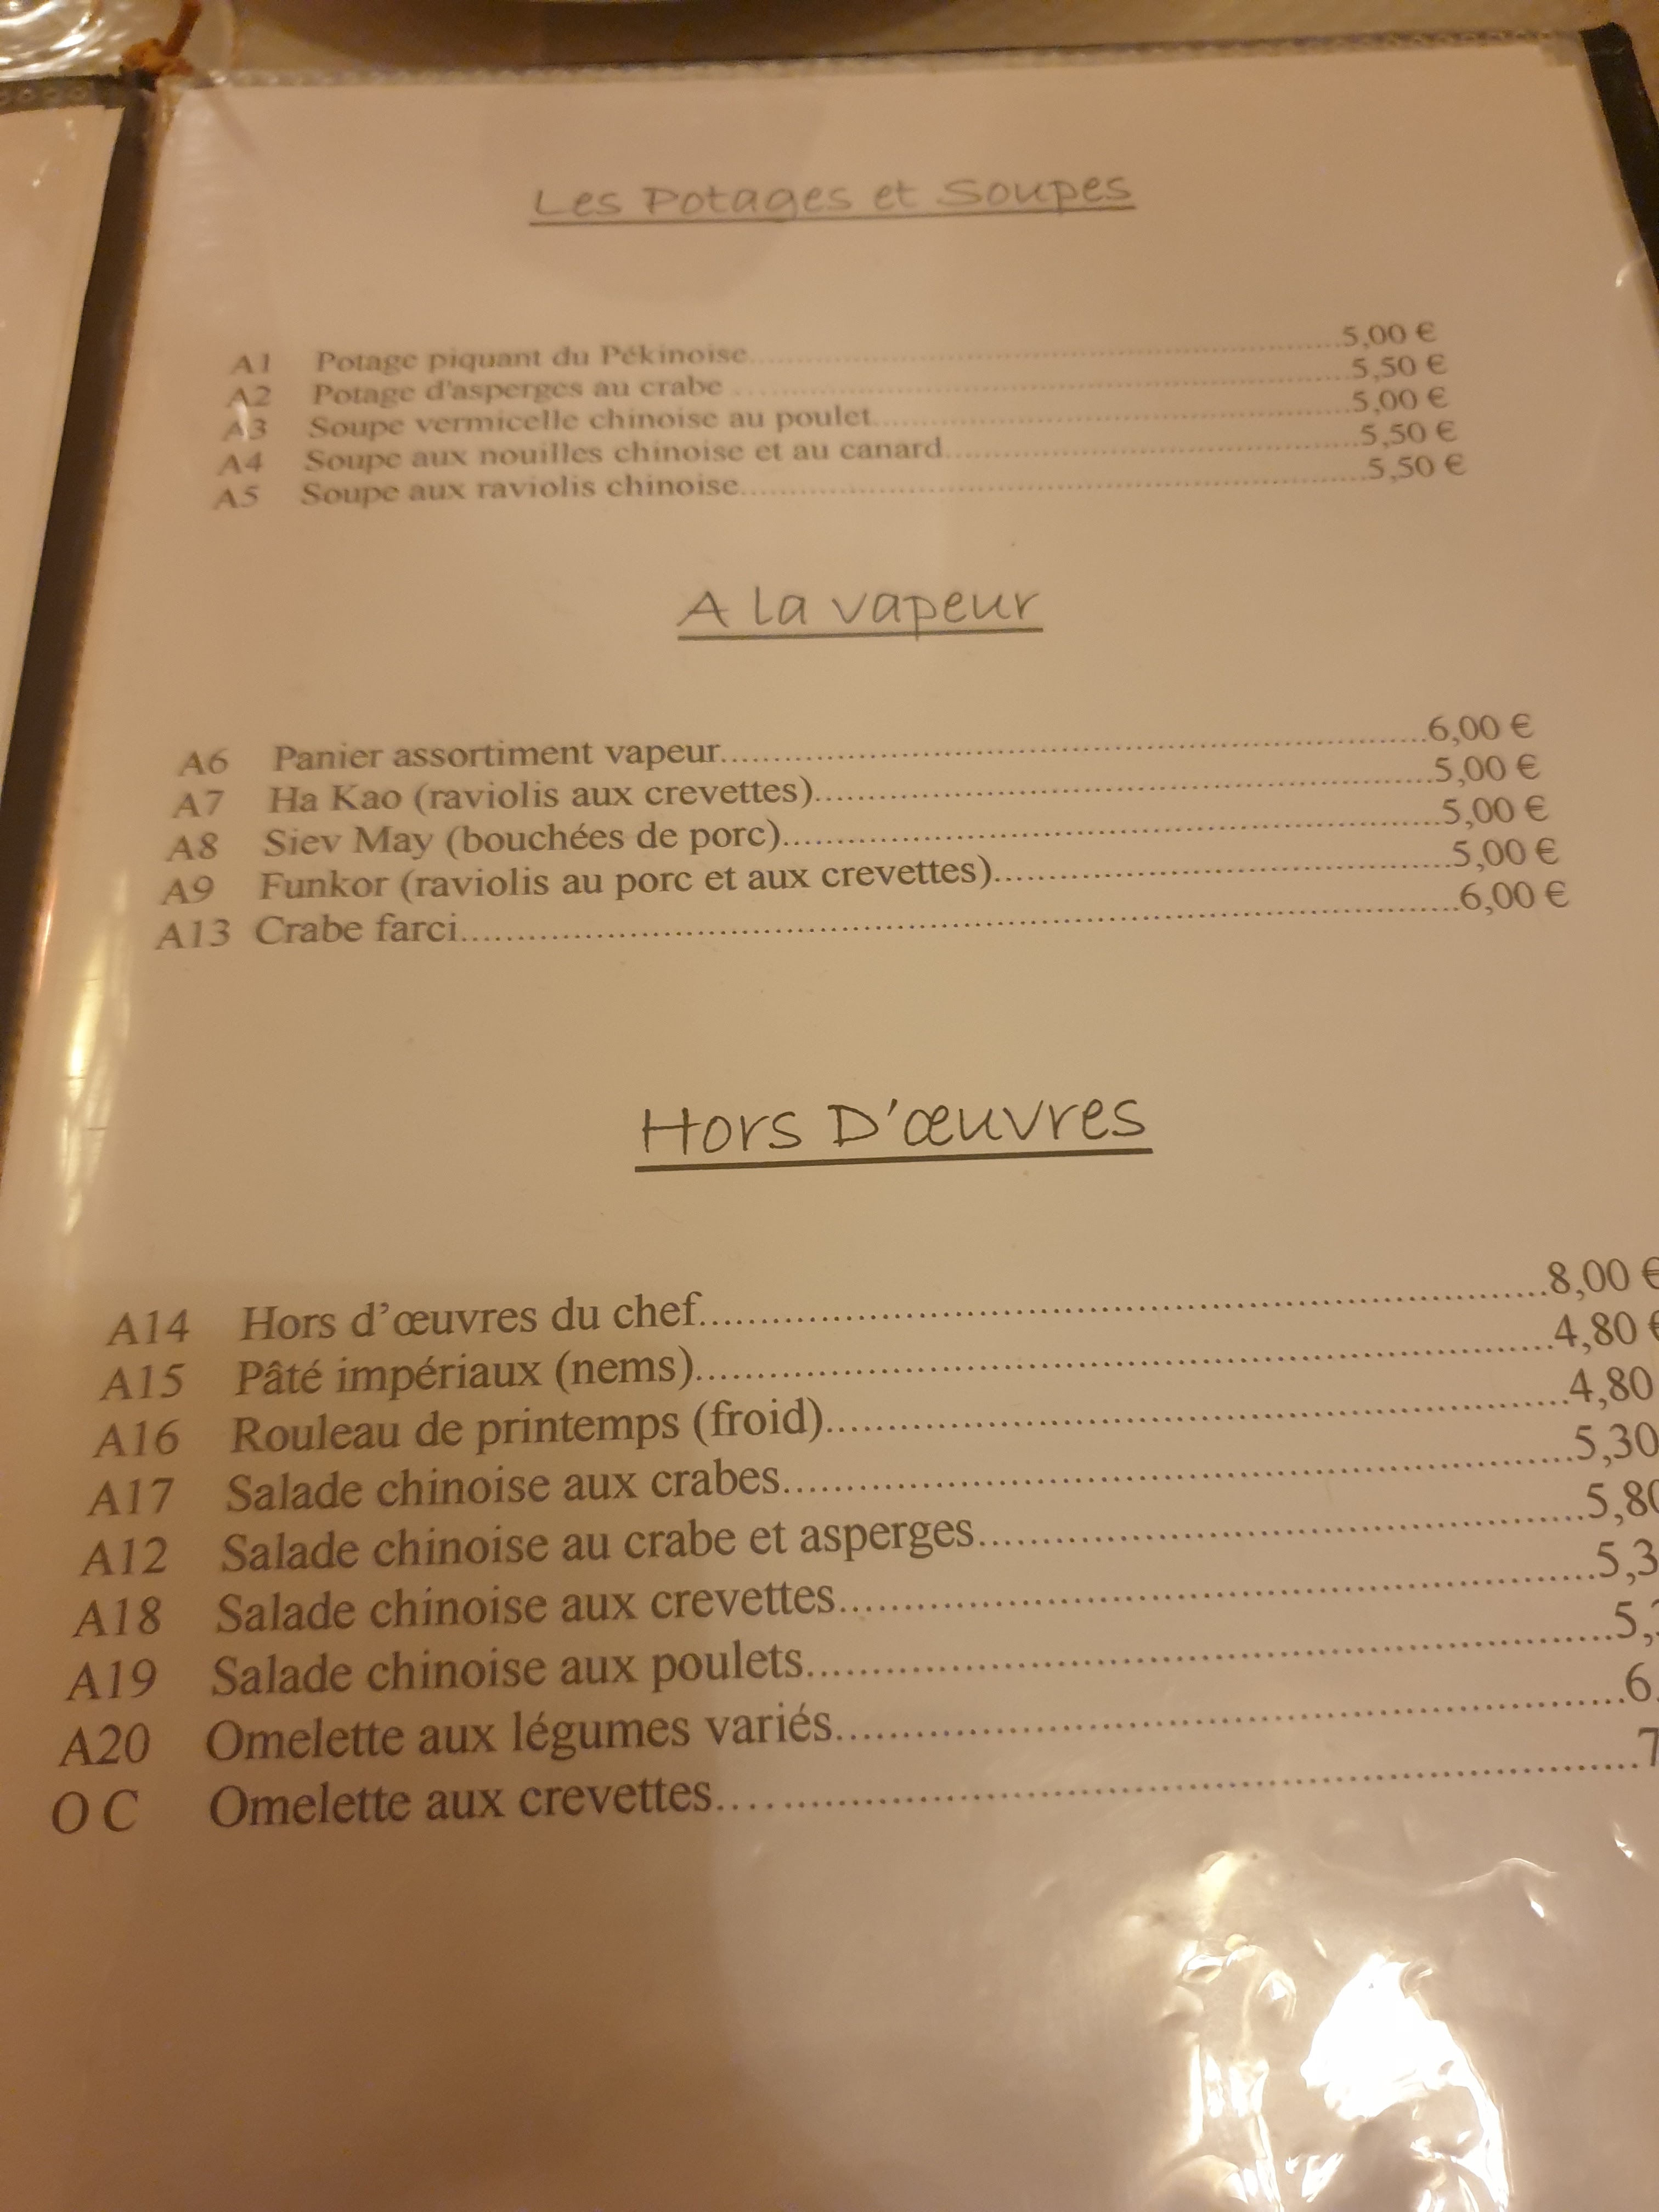 Les Potages et Soupes
A1 Potage piquant du Pékinoise 5,00 €
A2 Potage d'asperges au crabe 5,50 €
A3 Soupe vermicelle chinoise au poulet 5,00 €
A4 Soupe aux nouilles chinoise et au canard 5,50 €
A5 Soupe aux raviolis chinoise 5,50 €
A la vapeur
A6 Panier assortiment vapeur 6,00 €
A7 Ha Kao (raviolis aux crevettes) 5,00 €
A8 Siev May (bouchées de porc) 5,00 €
A9 Funkor (raviolis au porc et aux crevettes) 5,00 €
A13 Crabe farci 6,00 €
Hors D'œuvres
A14 Hors d'œuvres du chef 8,00 €
A15 Pâté impériaux (nems) 4,80 €
A16 Rouleau de printemps (froid) 4,80
A17 Salade chinoise aux crabes 5,30
A12 Salade chinoise au crabe et asperges 5,80
A18 Salade chinoise aux crevettes 5,3
A19 Salade chinoise aux poulets 5,
A20 Omelette aux légumes variés 6,
O C Omelette aux crevettes 7